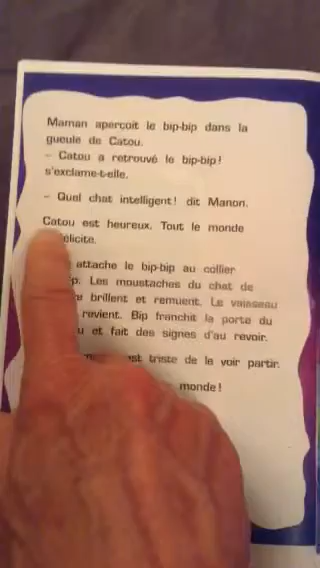 Maman aperçoit le bip-bip dans la
gueule de Catou.
– Catou a retrouvé le bip-bip!
s'exclame-t-elle.
– Quel chat intelligent! dit Manon.
Catou est heureux. Tout le monde
attache le bip-bip au collier
Les moustaches du chat de
brillent et remuent. Le vaisseau
revient. Bip franchit la porte du
et fait des signes d'au revoir.
est triste de le voir partir.
monde!